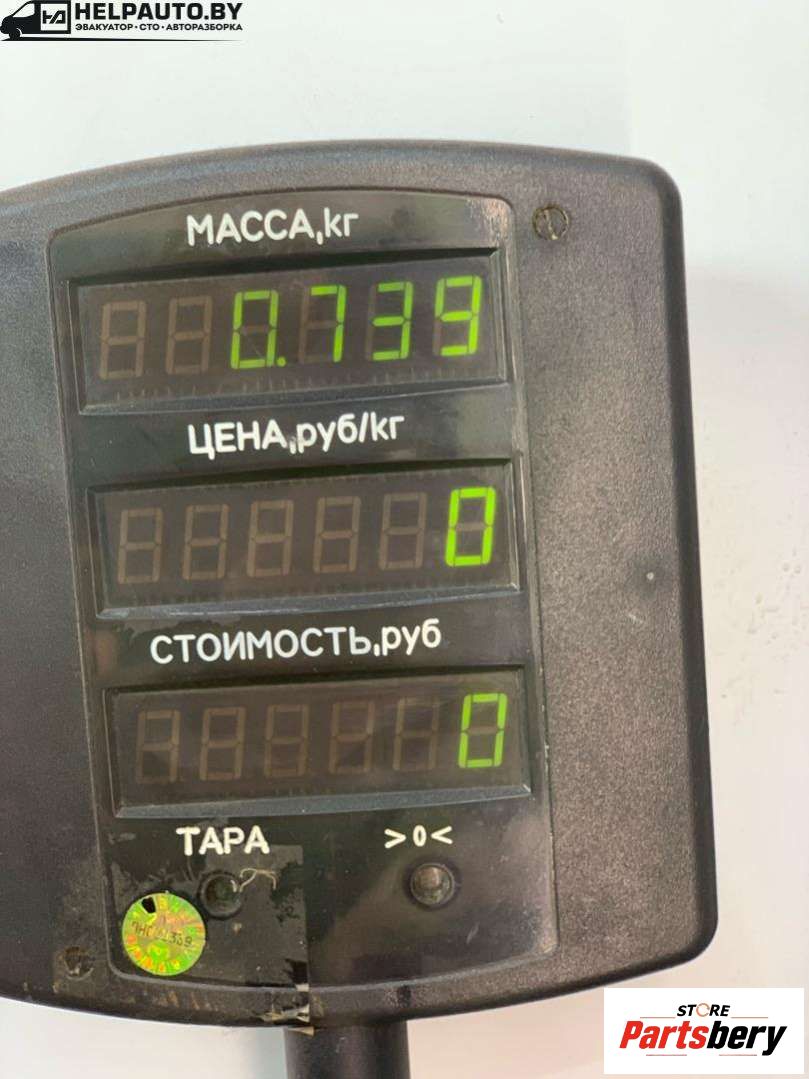 HELPAUTO.BY
ЭВАКУАТОР • СТО • АВТОРАЗБОРКА
МАССА,кг
0.739
ЦЕНА,руб/кг
0
СТОИМОСТЬ,руб
0
ТАРА >0<
STORE
Partsbery